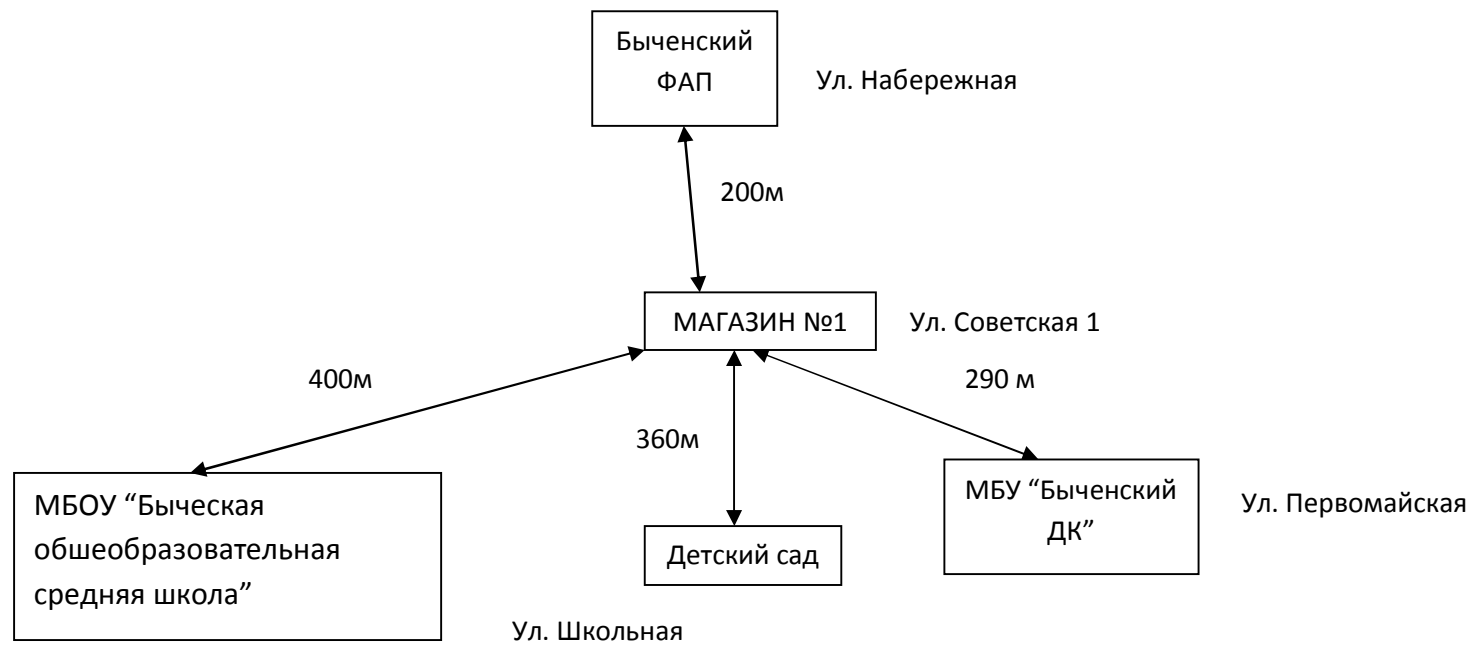 Быченский
ФАП
Ул. Набережная
200м
МАГАЗИН №1
Ул. Советская 1
400м
290 м
360м
МБОУ “Быческая
обшеобразовательная
средняя школа”
Детский сад
МБУ “Быченский
ДК”
Ул. Первомайская
Ул. Школьная